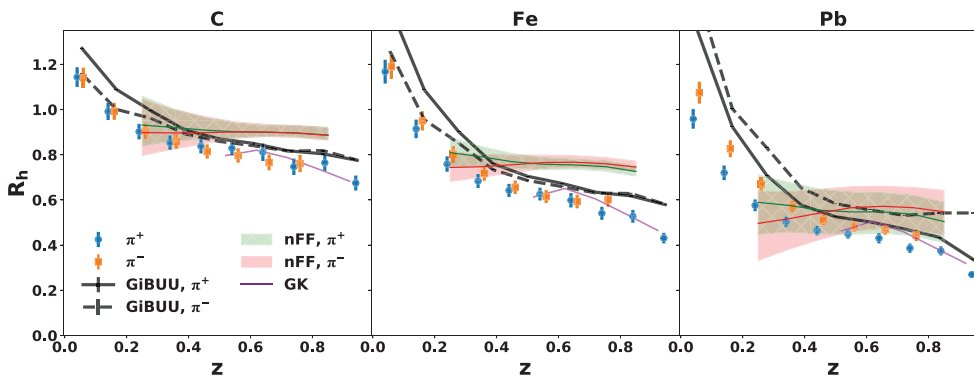 C Fe Pb
R_h
1.2
1.0
0.8
0.6
0.4
0.2
0.0
π⁺
π⁻
GiBUU, π⁺
GiBUU, π⁻
nFF, π⁺
nFF, π⁻
GK
0.0 0.2 0.4 0.6 0.8 0.0 0.2 0.4 0.6 0.8 0.0 0.2 0.4 0.6 0.8
z z z